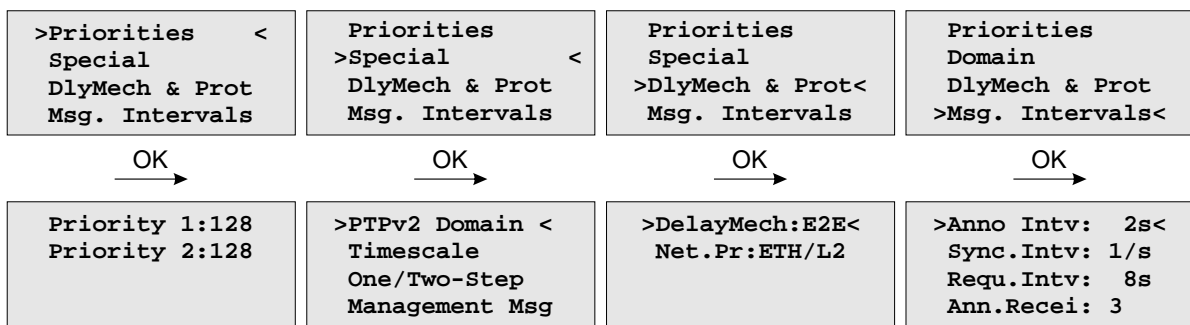 >Priorities <
Special
DlyMech & Prot
Msg. Intervals
Priorities
>Special <
DlyMech & Prot
Msg. Intervals
Priorities
Special
>DlyMech & Prot<
Msg. Intervals
Priorities
Domain
DlyMech & Prot
>Msg. Intervals<
OK
OK
OK
OK
Priority 1:128
Priority 2:128
>PTPv2 Domain <
Timescale
One/Two-Step
Management Msg
>DelayMech:E2E<
Net.Pr:ETH/L2
>Anno Intv: 2s<
Sync.Intv: 1/s
Requ.Intv: 8s
Ann.Recei: 3